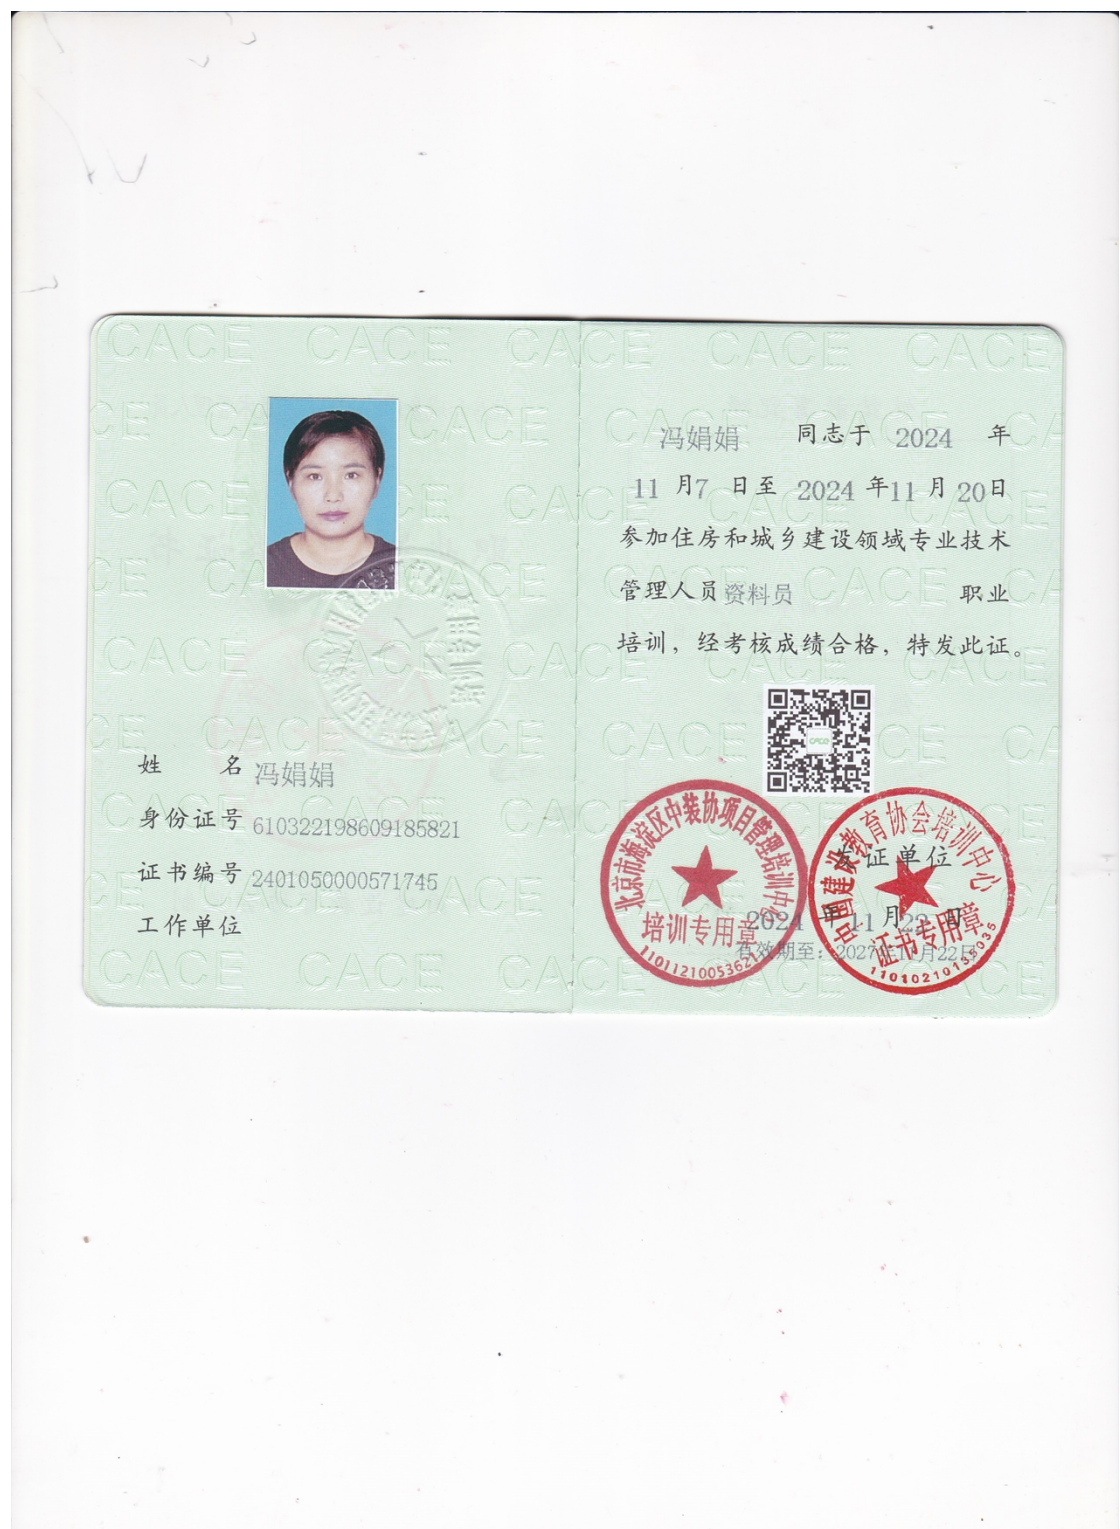 姓 名 冯娟娟
身份证号 610322198609185821
证书编号 2401050000571745
工作单位
冯娟娟 同志于 2024 年
11 月 7 日至 2024 年 11 月 20 日
参加住房和城乡建设领域专业技术
管理人员 资料员 职业
培训，经考核成绩合格，特发此证。
北京市海淀区中装协项目管理培训中心
培训专用章
中国建设教育协会培训中心
证书专用章
发证单位
2024 年 11 月 22 日
有效期至：2027年11月22日
CACE